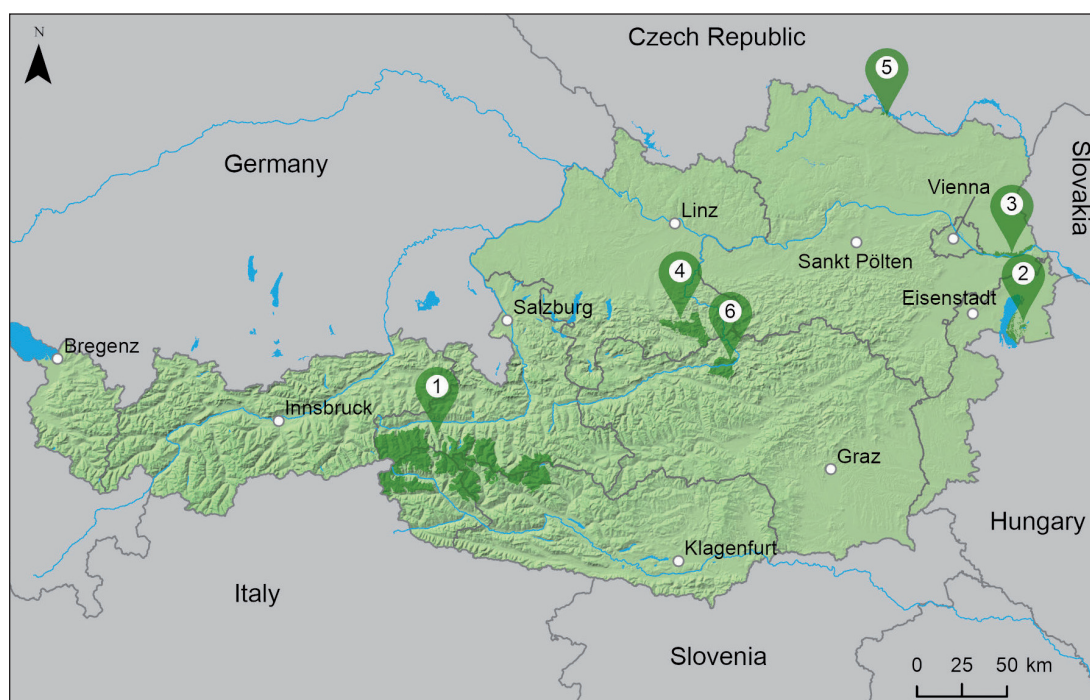 N
Czech Republic
5
Germany
Slovakia
Vienna
3
Linz
Sankt Pölten
4
2
Eisenstadt
6
Salzburg
Bregenz
1
Innsbruck
Graz
Hungary
Klagenfurt
Italy
Slovenia
0 25 50 km